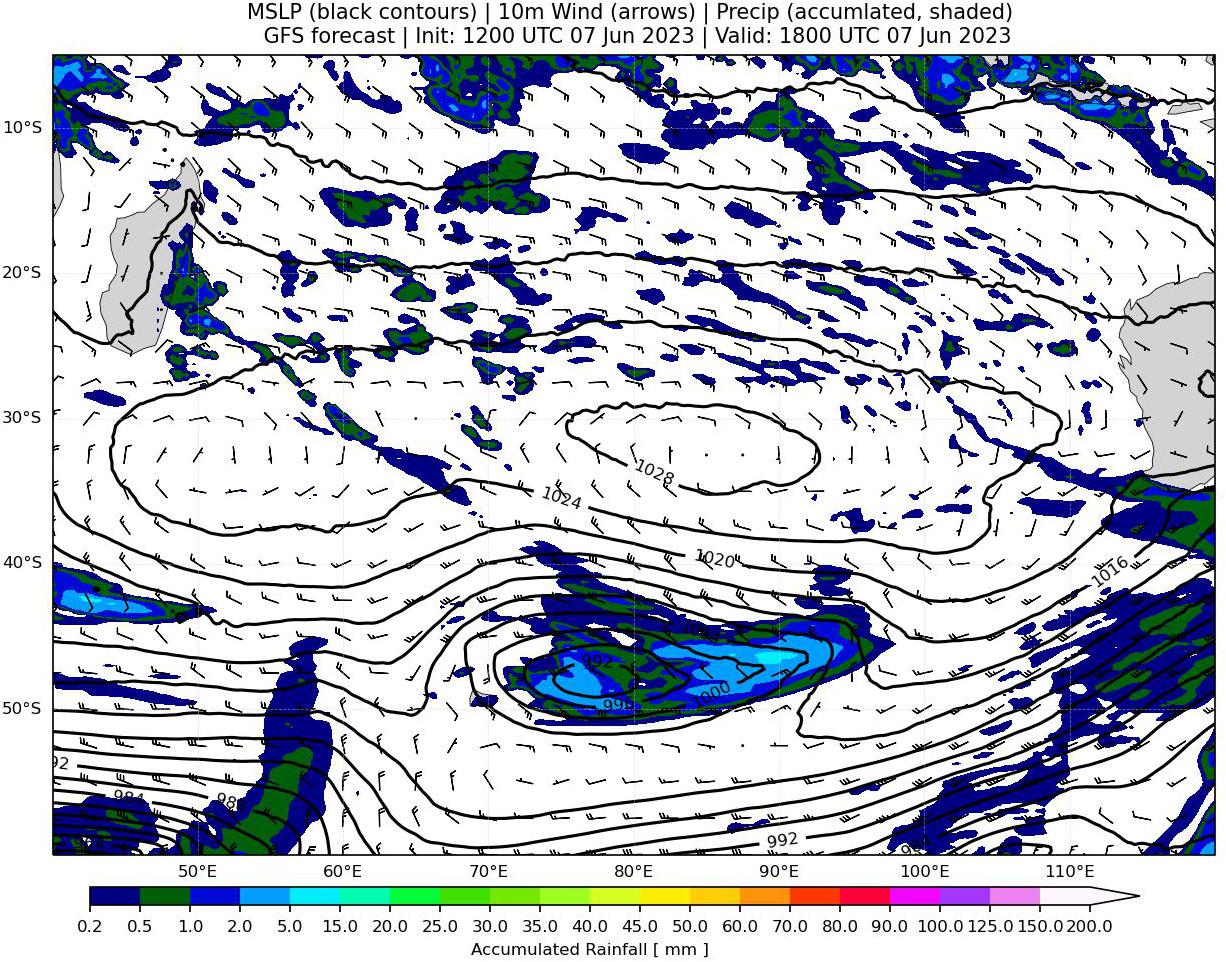 MSLP (black contours) | 10m Wind (arrows) | Precip (accumlated, shaded)
GFS forecast | Init: 1200 UTC 07 Jun 2023 | Valid: 1800 UTC 07 Jun 2023
10°S
20°S
30°S
1028
1024
40°S
1020
1016
992
50°S
1000
996
92
984
992
50°E 60°E 70°E 80°E 90°E 100°E 110°E
0.2 0.5 1.0 2.0 5.0 15.0 20.0 25.0 30.0 35.0 40.0 45.0 50.0 60.0 70.0 80.0 90.0 100.0 125.0 150.0 200.0
Accumulated Rainfall [ mm ]